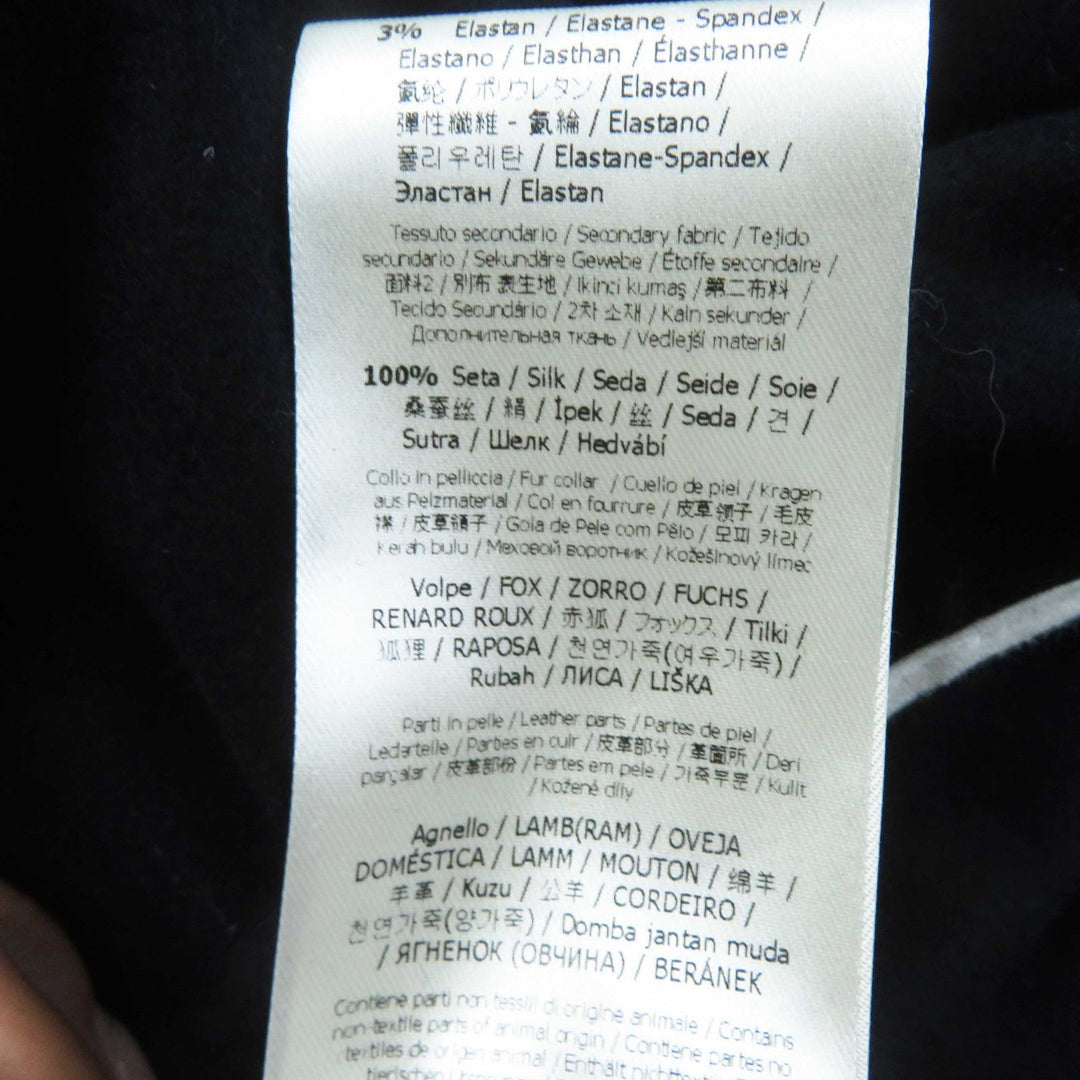 3% Elastan / Elastane - Spandex /
Elastano / Elasthan / Élasthanne /
氨纶 / ポリウレタン / Elastan /
彈性纖維 - 氨綸 / Elastano /
폴리우레탄 / Elastane-Spandex /
Эластан / Elastan
Tessuto secondario / Secondary fabric / Tejido
secundario / Sekundäre Gewebe / Étoffe secondaire /
面料2 / 別布 表生地 / Ikinci kumaş / 第二布料 /
Tecido Secundário / 2차 소재 / Kain sekunder /
Дополнительная ткань / Vedlejší materiál
100% Seta / Silk / Seda / Seide / Soie /
桑蚕丝 / 絹 / İpek / 丝 / Seda / 견 /
Sutra / Шелк / Hedvábí
Collo in pelliccia / Fur collar / Cuello de piel / Kragen
aus Pelzmaterial / Col en fourrure / 皮草领子 / 毛皮
襟 / 皮草領子 / Gola de Pele com Pêlo / 모피 카라 /
Kerah bulu / Меховой воротник / Kožešinový límec
Volpe / FOX / ZORRO / FUCHS /
RENARD ROUX / 赤狐 / フォックス / Tilki /
狐狸 / RAPOSA / 천연가죽(여우가죽) /
Rubah / ЛИСА / LIŠKA
Parti in pelle / Leather parts / Partes de piel /
Lederteile / Parties en cuir / 皮革部分 / 革箇所 / Deri
parçalar / 皮革部份 / Partes em pele / 가죽부분 / Kulit
/ Kožené díly
Agnello / LAMB(RAM) / OVEJA
DOMÉSTICA / LAMM / MOUTON / 绵羊 /
羊革 / Kuzu / 公羊 / CORDEIRO /
천연가죽(양가죽) / Domba jantan muda
/ ЯГНЕНОК (ОВЧИНА) / BERÁNEK
Contiene parti non tessili di origine animale / Contains
non-textile parts of animal origin / Contiene partes no
textiles de origen animal / Enthält nichttextile
tierischen